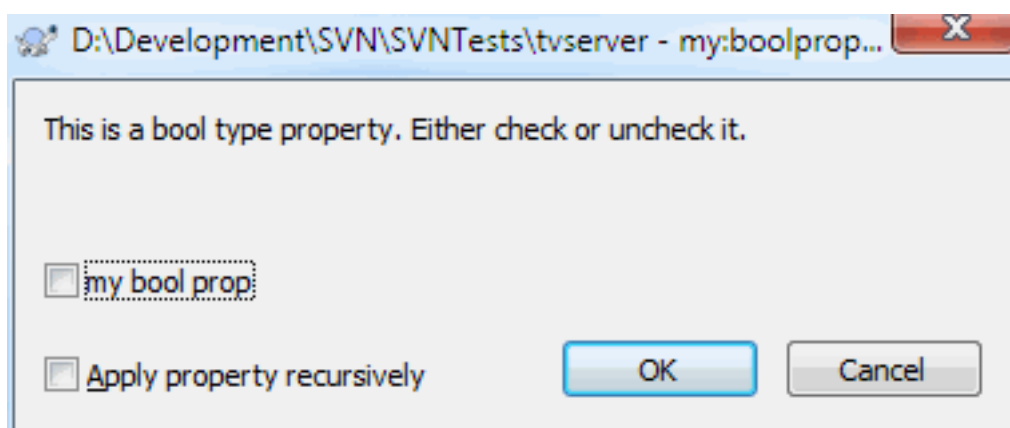 D:\Development\SVN\SVNTests\tvserver - my:boolprop...
This is a bool type property. Either check or uncheck it.
my bool prop
Apply property recursively
OK
Cancel